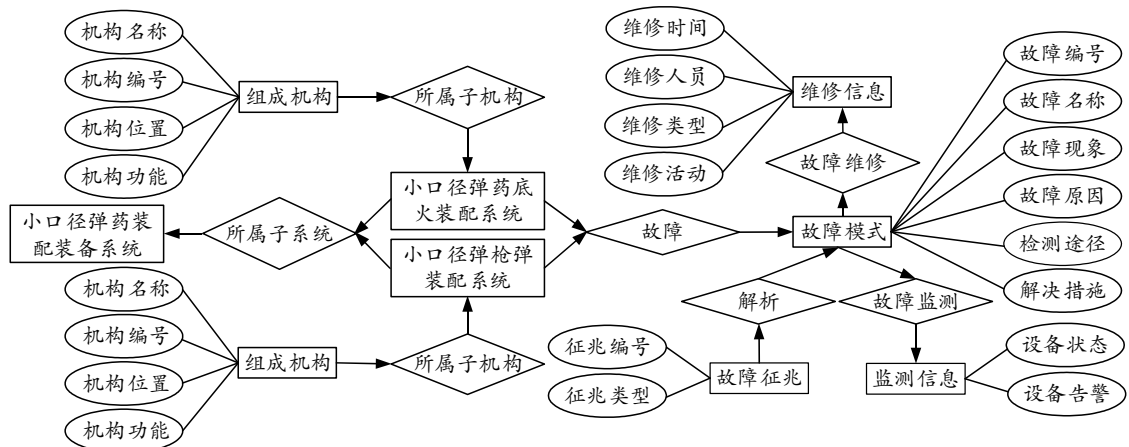 机构名称
机构编号
机构位置
机构功能
组成机构
所属子机构
小口径弹药底
火装配系统
小口径弹药装
配装备系统
所属子系统
小口径弹枪弹
装配系统
机构名称
机构编号
机构位置
机构功能
组成机构
所属子机构
维修时间
维修人员
维修类型
维修活动
维修信息
故障维修
故障
故障模式
故障编号
故障名称
故障现象
故障原因
检测途径
解决措施
解析
故障监测
征兆编号
征兆类型
故障征兆
监测信息
设备状态
设备告警